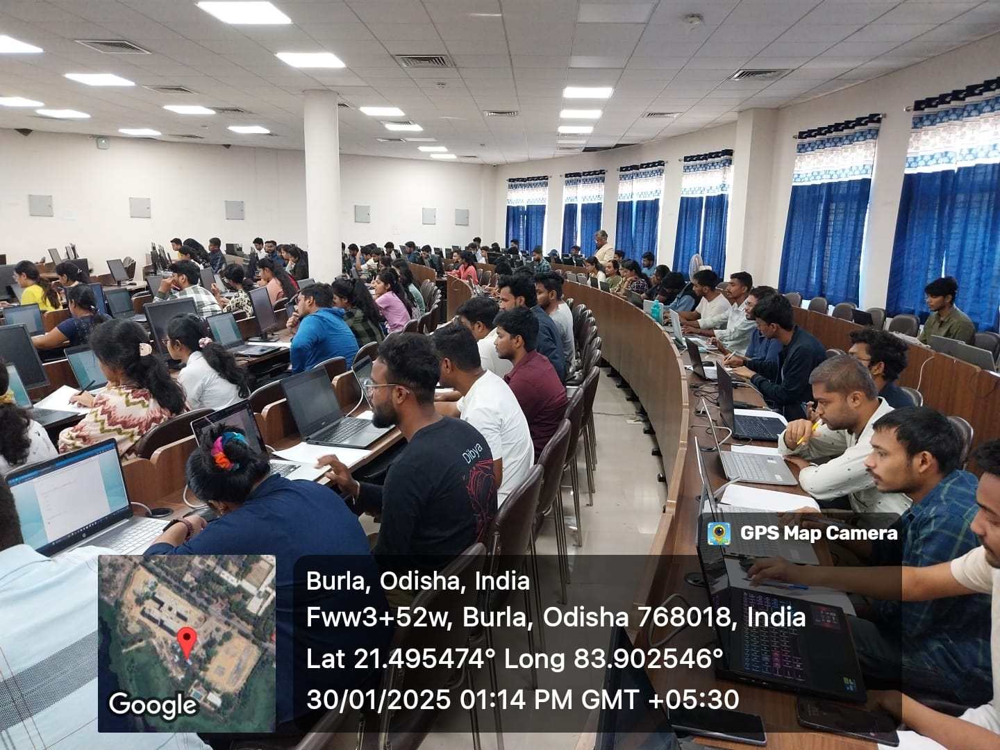 Dibya
GPS Map Camera
Burla, Odisha, India
Fww3+52w, Burla, Odisha 768018, India
Lat 21.495474° Long 83.902546°
30/01/2025 01:14 PM GMT +05:30
Google